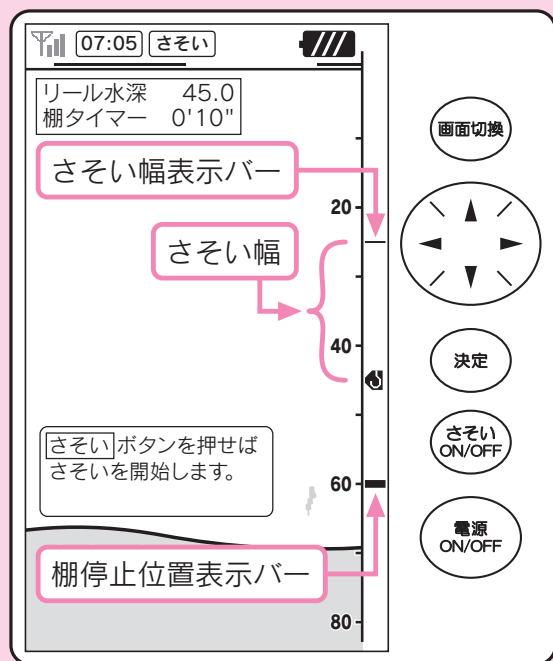 07:05 さそい
リール水深 45.0
棚タイマー 0'10"
さそい幅表示バー
20
さそい幅
40
さそい ボタンを押せば
さそいを開始します。
60
棚停止位置表示バー
80
画面切換
決定
さそい
ON/OFF
電源
ON/OFF